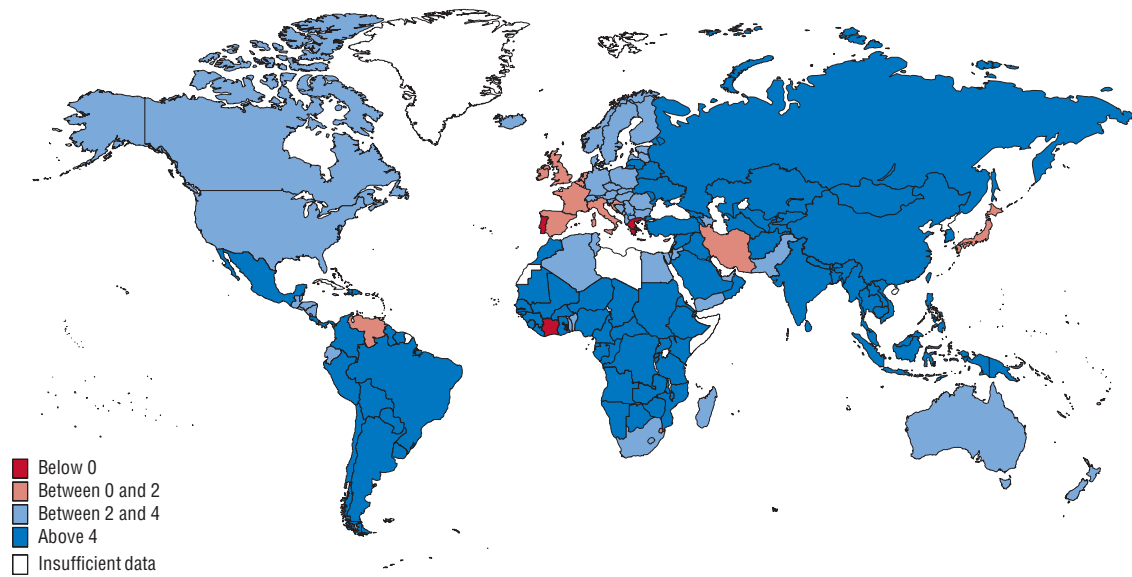 Below 0
Between 0 and 2
Between 2 and 4
Above 4
Insufficient data